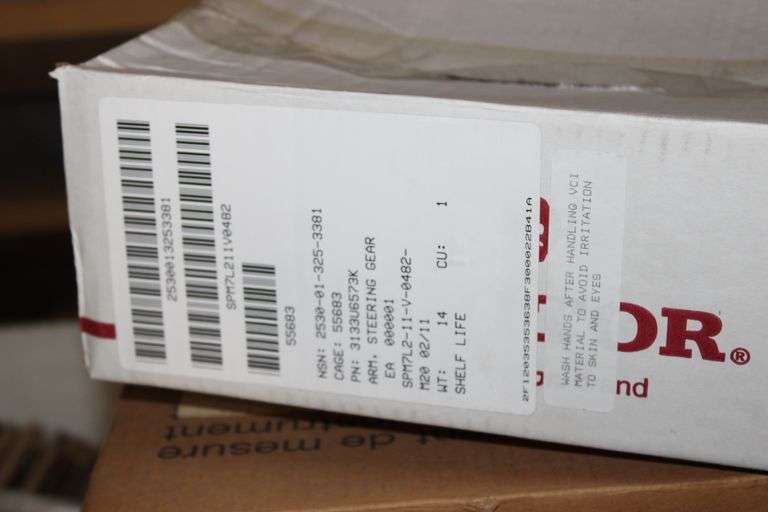 2530013253381
SPM7L211V0482
55683
NSN: 2530-01-325-3381
CAGE: 55683
PN: 3133U6573K
ARM, STEERING GEAR
EA 000001
SPM7L2-11-V-0482-
M20 02/11
WT: 14 CU: 1
SHELF LIFE
2F1203S353638F300022B41A
WASH HANDS AFTER HANDLING VCI
MATERIAL TO AVOID IRRITATION
TO SKIN AND EYES
OR®
nd
t de mesure